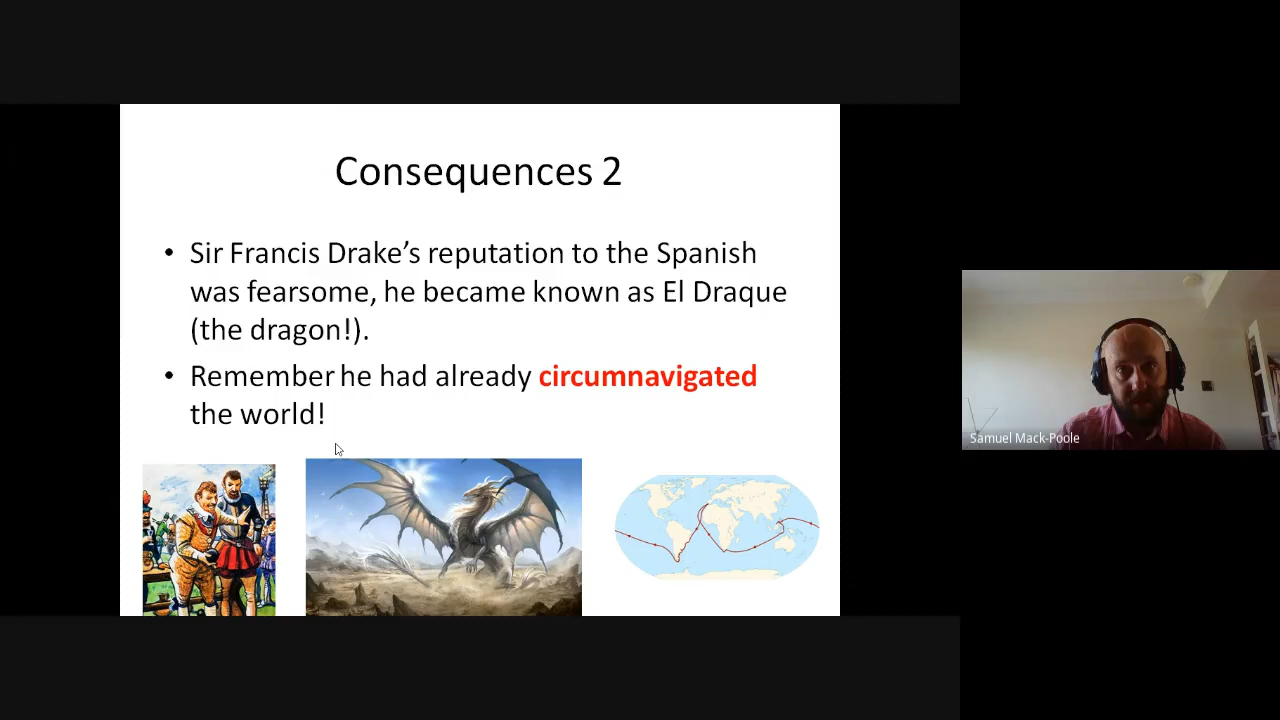 Consequences 2
• Sir Francis Drake’s reputation to the Spanish
was fearsome, he became known as El Draque
(the dragon!).
• Remember he had already circumnavigated
the world!
Samuel Mack-Poole